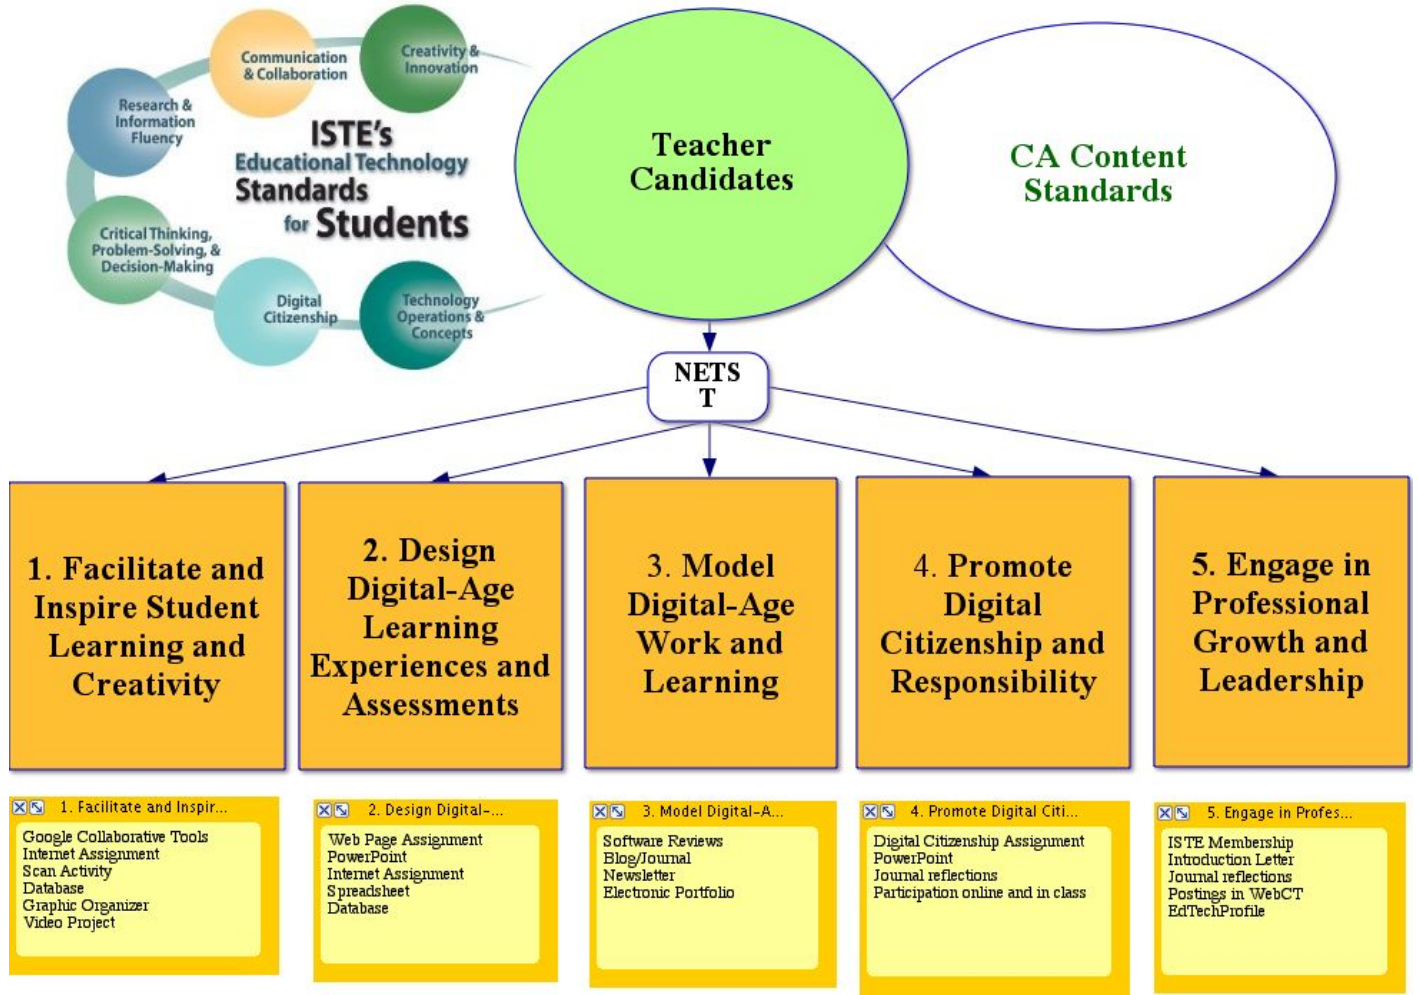 Creativity &
Innovation
Communication
& Collaboration
Research &
Information
Fluency
ISTE's
Educational Technology
Standards
for Students
Critical Thinking,
Problem-Solving, &
Decision-Making
Digital
Citizenship
Technology
Operations &
Concepts
Teacher
Candidates
CA Content
Standards
NETS
T
1. Facilitate and
Inspire Student
Learning and
Creativity
2. Design
Digital-Age
Learning
Experiences and
Assessments
3. Model
Digital-Age
Work and
Learning
4. Promote
Digital
Citizenship and
Responsibility
5. Engage in
Professional
Growth and
Leadership
1. Facilitate and Inspir...
Google Collaborative Tools
Internet Assignment
Scan Activity
Database
Graphic Organizer
Video Project
2. Design Digital-...
Web Page Assignment
PowerPoint
Internet Assignment
Spreadsheet
Database
3. Model Digital-A...
Software Reviews
Blog/Journal
Newsletter
Electronic Portfolio
4. Promote Digital Citi...
Digital Citizenship Assignment
PowerPoint
Journal reflections
Participation online and in class
5. Engage in Profes...
ISTE Membership
Introduction Letter
Journal reflections
Postings in WebCT
EdTechProfile